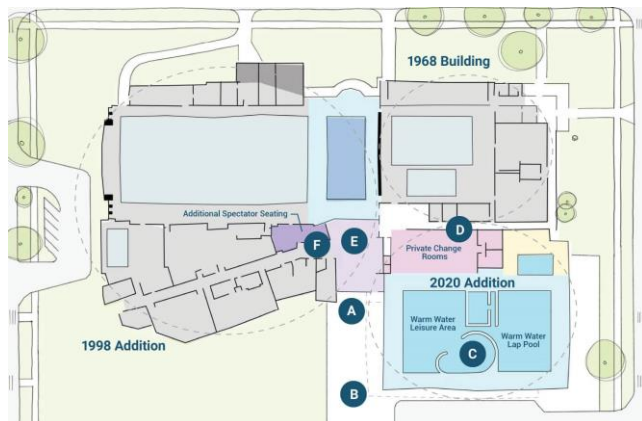 1968 Building
Additional Spectator Seating
F
E
D
Private Change
Rooms
2020 Addition
A
Warm Water
Leisure Area
Warm Water
Lap Pool
C
1998 Addition
B